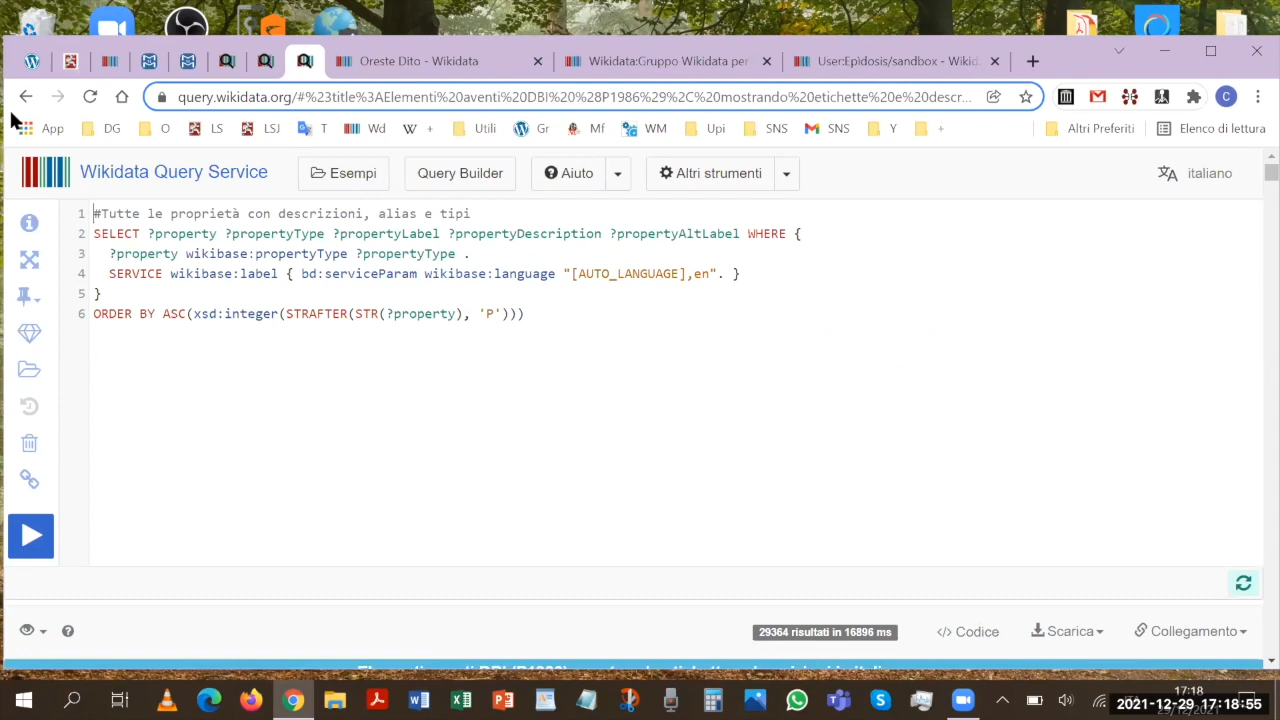 Oreste Dito - Wikidata
Wikidata:Gruppo Wikidata per
User:Epìdosis/sandbox - Wikid
query.wikidata.org/#%23title%3AElementi%20aventi%20DBI%20%28P1986%29%2C%20mostrando%20etichette%20e%20descr...
C
App
DG
O
LS
LSJ
T
Wd
+
Utili
Gr
Mf
WM
Upi
SNS
SNS
Y
+
Altri Preferiti
Elenco di lettura
Wikidata Query Service
Esempi
Query Builder
Aiuto
Altri strumenti
italiano
1 #Tutte le proprietà con descrizioni, alias e tipi
2 SELECT ?property ?propertyType ?propertyLabel ?propertyDescription ?propertyAltLabel WHERE {
3 ?property wikibase:propertyType ?propertyType .
4 SERVICE wikibase:label { bd:serviceParam wikibase:language "[AUTO_LANGUAGE],en". }
5 }
6 ORDER BY ASC(xsd:integer(STRAFTER(STR(?property), 'P')))
29364 risultati in 16896 ms
</> Codice
Scarica
Collegamento
17:18
2021-12-29 17:18:55